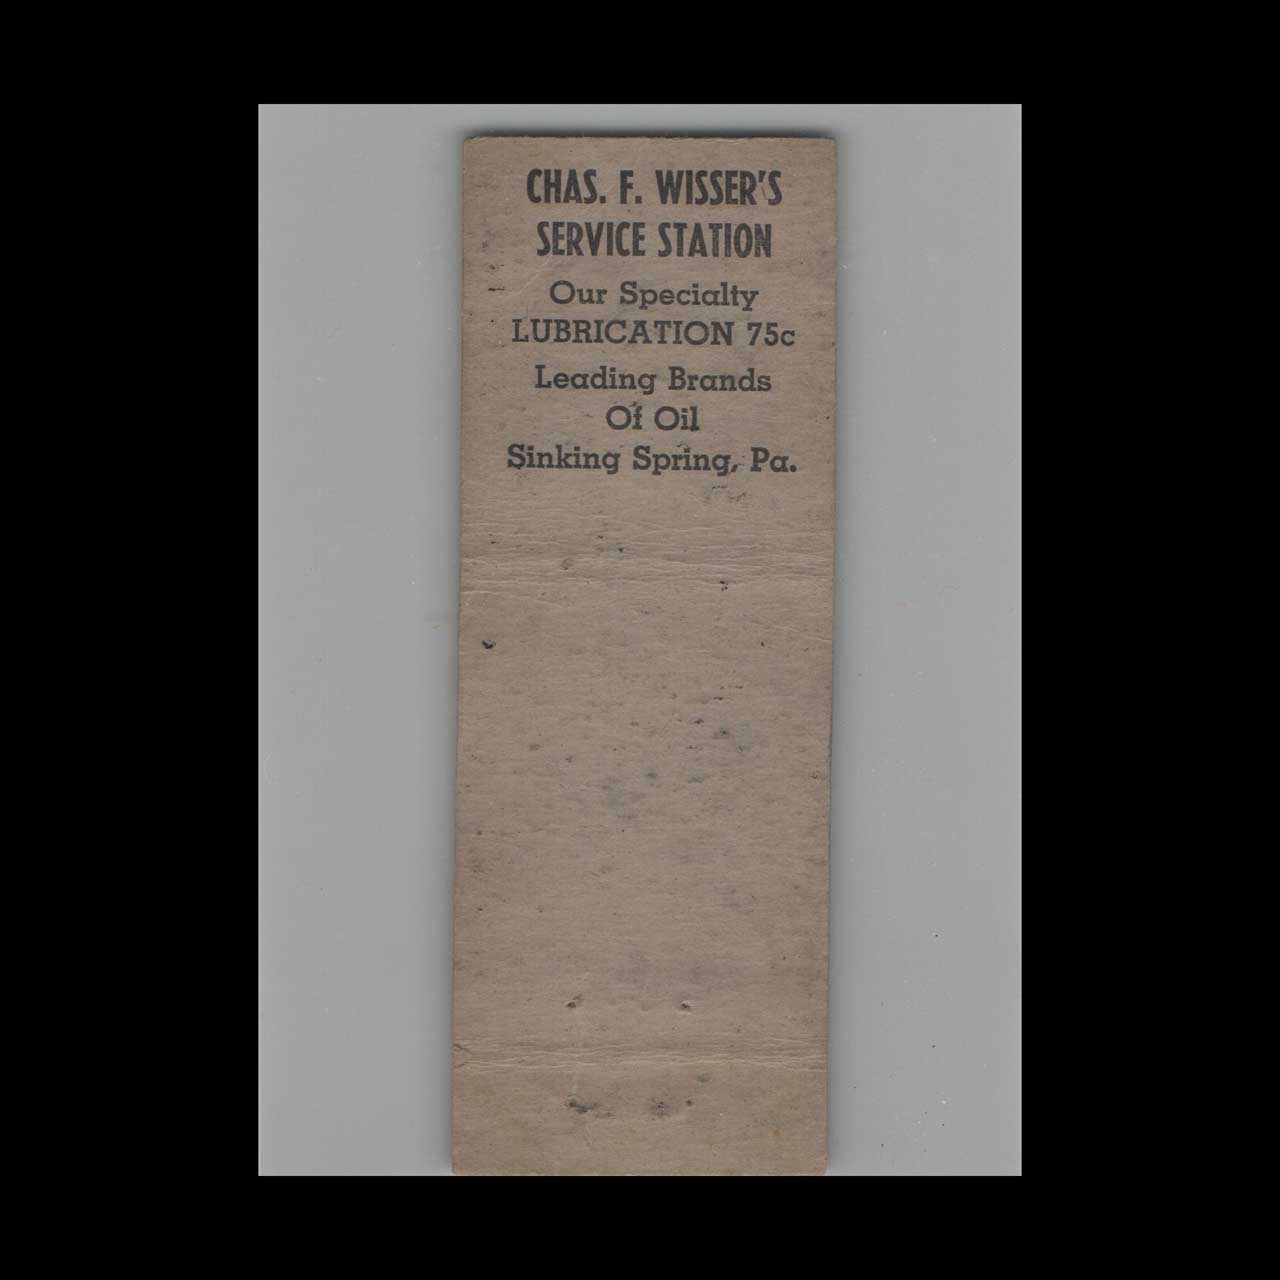 CHAS. F. WISSER'S
SERVICE STATION
Our Specialty
LUBRICATION 75c
Leading Brands
Of Oil
Sinking Spring, Pa.